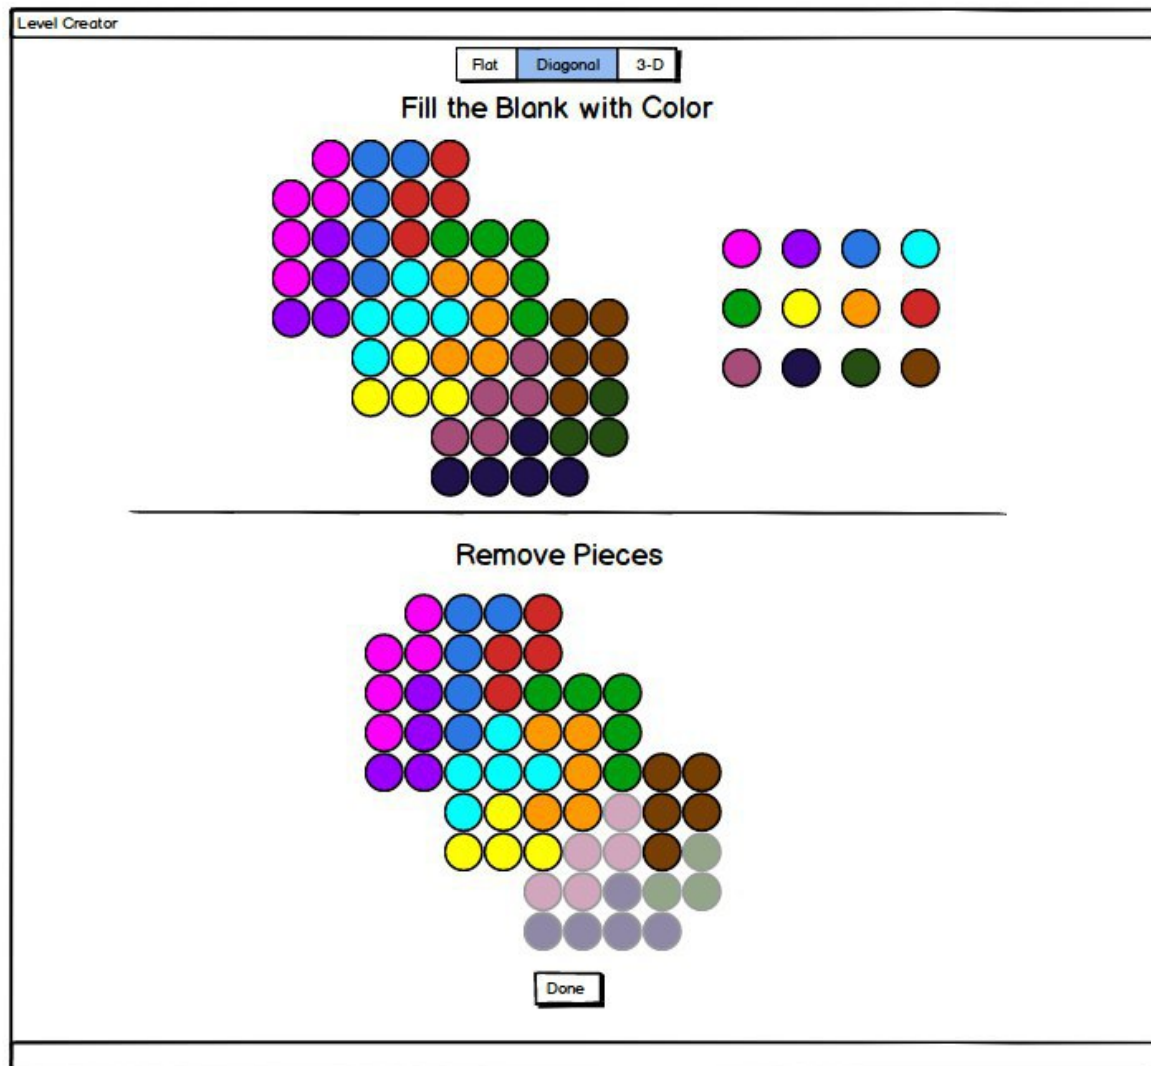 Level Creator
Flat Diagonal 3-D
Fill the Blank with Color
Remove Pieces
Done